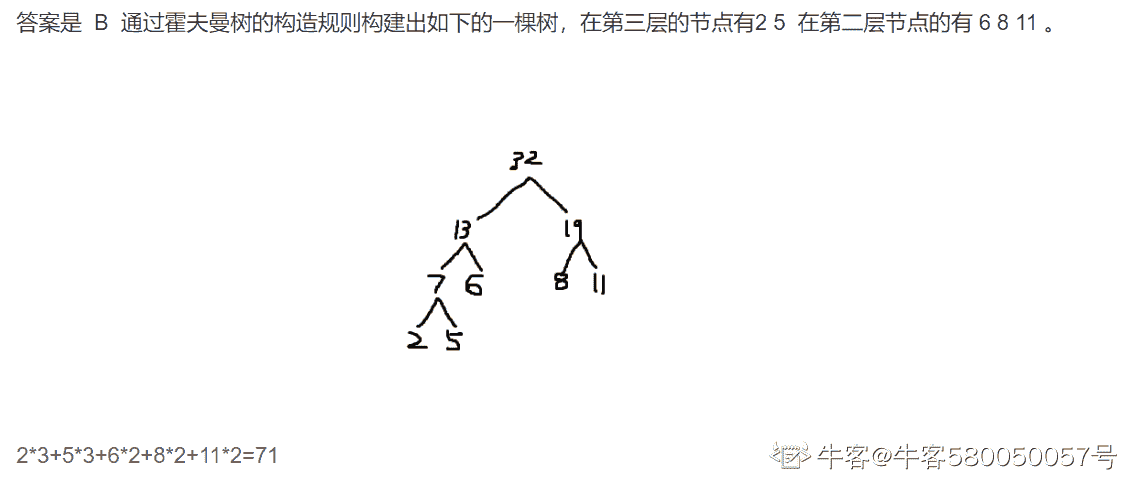 答案是 B 通过霍夫曼树的构造规则构建出如下的一棵树，在第三层的节点有2 5 在第二层节点的有 6 8 11 。
32
13 19
7 6 8 11
2 5
2*3+5*3+6*2+8*2+11*2=71
牛客@牛客580050057号